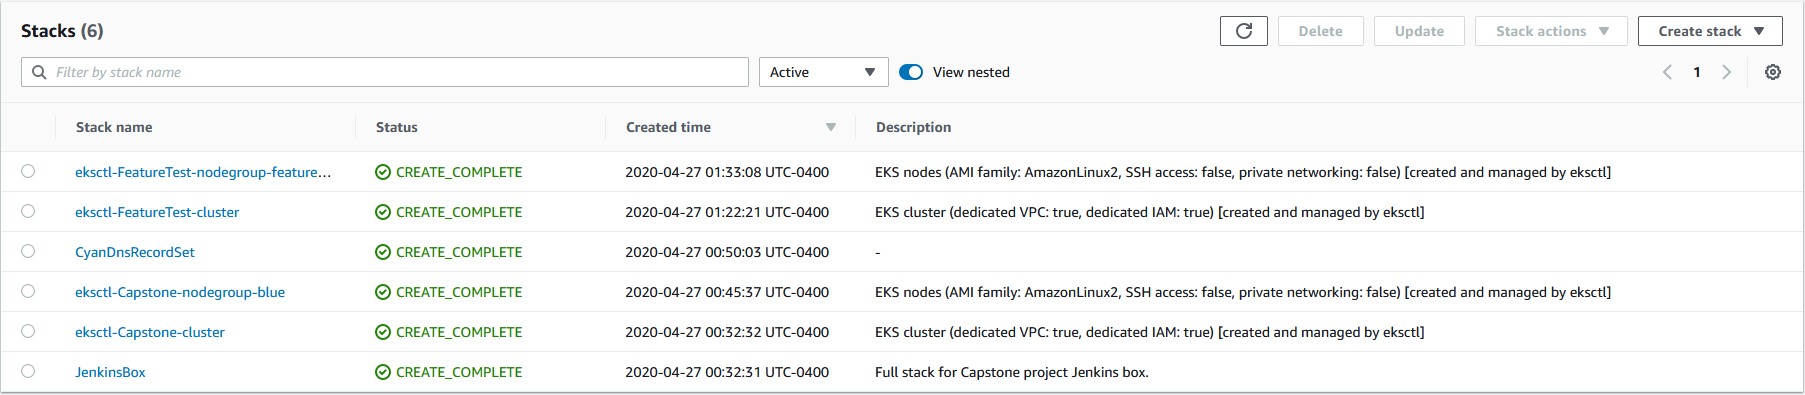 Stacks (6)
Delete
Update
Stack actions
Create stack
Filter by stack name
Active
View nested
1
Stack name Status Created time Description
eksctl-FeatureTest-nodegroup-feature... CREATE_COMPLETE 2020-04-27 01:33:08 UTC-0400 EKS nodes (AMI family: AmazonLinux2, SSH access: false, private networking: false) [created and managed by eksctl]
eksctl-FeatureTest-cluster CREATE_COMPLETE 2020-04-27 01:22:21 UTC-0400 EKS cluster (dedicated VPC: true, dedicated IAM: true) [created and managed by eksctl]
CyanDnsRecordSet CREATE_COMPLETE 2020-04-27 00:50:03 UTC-0400 -
eksctl-Capstone-nodegroup-blue CREATE_COMPLETE 2020-04-27 00:45:37 UTC-0400 EKS nodes (AMI family: AmazonLinux2, SSH access: false, private networking: false) [created and managed by eksctl]
eksctl-Capstone-cluster CREATE_COMPLETE 2020-04-27 00:32:32 UTC-0400 EKS cluster (dedicated VPC: true, dedicated IAM: true) [created and managed by eksctl]
JenkinsBox CREATE_COMPLETE 2020-04-27 00:32:31 UTC-0400 Full stack for Capstone project Jenkins box.